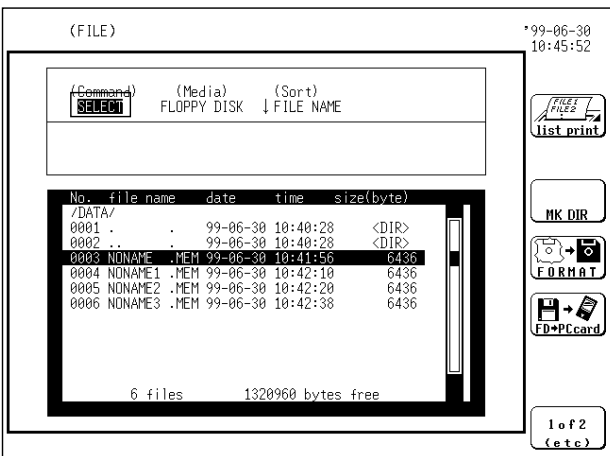 (FILE)
'99-06-30
10:45:52
(Command) (Media) (Sort)
SELECT FLOPPY DISK ↓FILE NAME
No. file name date time size(byte)
/DATA/
0001 . . 99-06-30 10:40:28 <DIR>
0002 .. . 99-06-30 10:40:28 <DIR>
0003 NONAME .MEM 99-06-30 10:41:56 6436
0004 NONAME1 .MEM 99-06-30 10:42:10 6436
0005 NONAME2 .MEM 99-06-30 10:42:20 6436
0006 NONAME3 .MEM 99-06-30 10:42:38 6436
6 files 1320960 bytes free
FILE1
FILE2
list print
MK DIR
FORMAT
FD→PCcard
1of2
(etc)